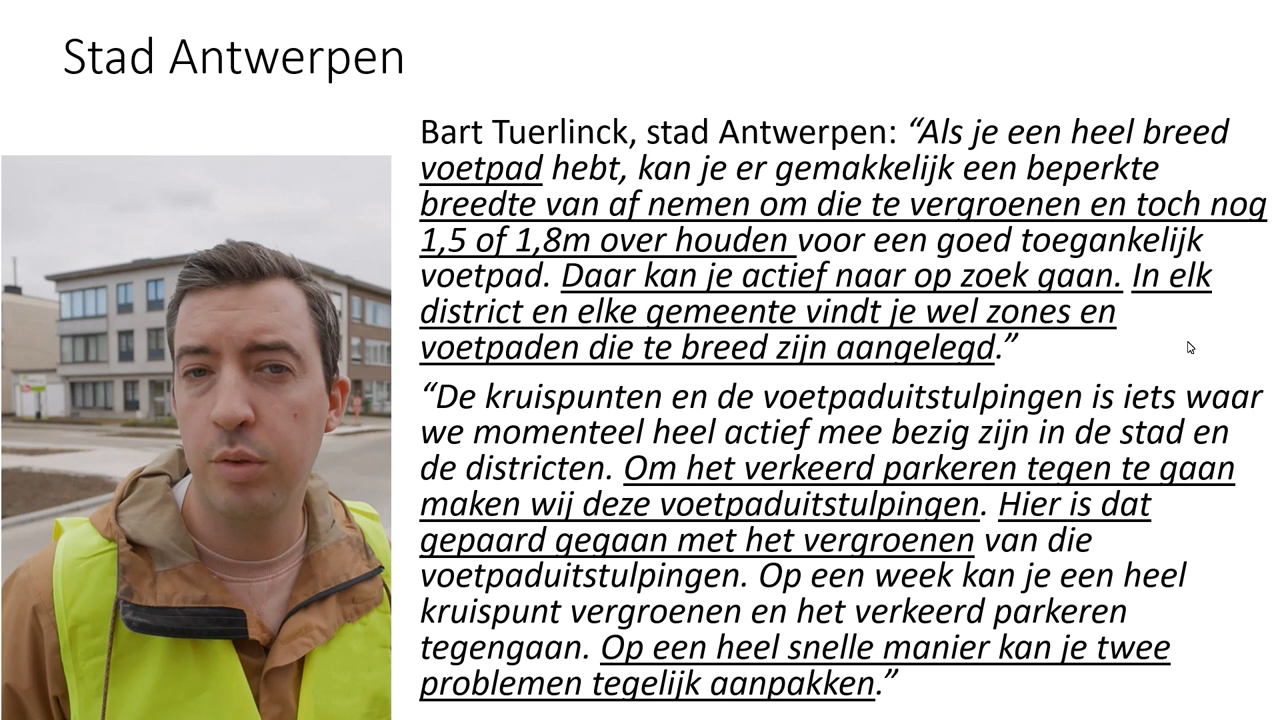 Stad Antwerpen
Bart Tuerlinck, stad Antwerpen: “Als je een heel breed
voetpad hebt, kan je er gemakkelijk een beperkte
breedte van af nemen om die te vergroenen en toch nog
1,5 of 1,8m over houden voor een goed toegankelijk
voetpad. Daar kan je actief naar op zoek gaan. In elk
district en elke gemeente vindt je wel zones en
voetpaden die te breed zijn aangelegd.”
“De kruispunten en de voetpaduitstulpingen is iets waar
we momenteel heel actief mee bezig zijn in de stad en
de districten. Om het verkeerd parkeren tegen te gaan
maken wij deze voetpaduitstulpingen. Hier is dat
gepaard gegaan met het vergroenen van die
voetpaduitstulpingen. Op een week kan je een heel
kruispunt vergroenen en het verkeerd parkeren
tegengaan. Op een heel snelle manier kan je twee
problemen tegelijk aanpakken.”